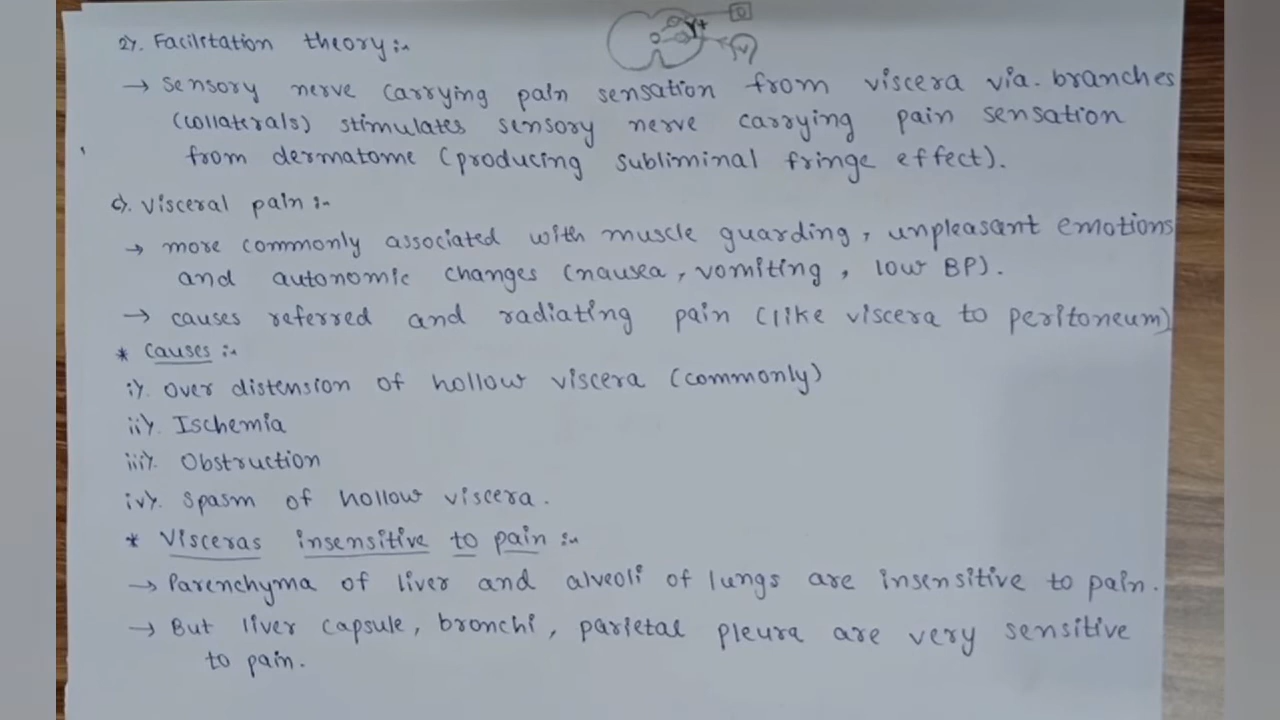 2). Facilitation theory :-
→ sensory nerve carrying pain sensation from viscera via. branches
(collaterals) stimulates sensory nerve carrying pain sensation
from dermatome (producing subliminal fringe effect).
c). Visceral pain :-
→ more commonly associated with muscle guarding, unpleasant emotions
and autonomic changes (nausea, vomiting, low BP).
→ causes referred and radiating pain (like viscera to peritoneum)
* Causes :-
i). Over distension of hollow viscera (commonly)
ii). Ischemia
iii). Obstruction
iv). Spasm of hollow viscera.
* Visceras insensitive to pain :-
→ Parenchyma of liver and alveoli of lungs are insensitive to pain.
→ But liver capsule, bronchi, parietal pleura are very sensitive
to pain.